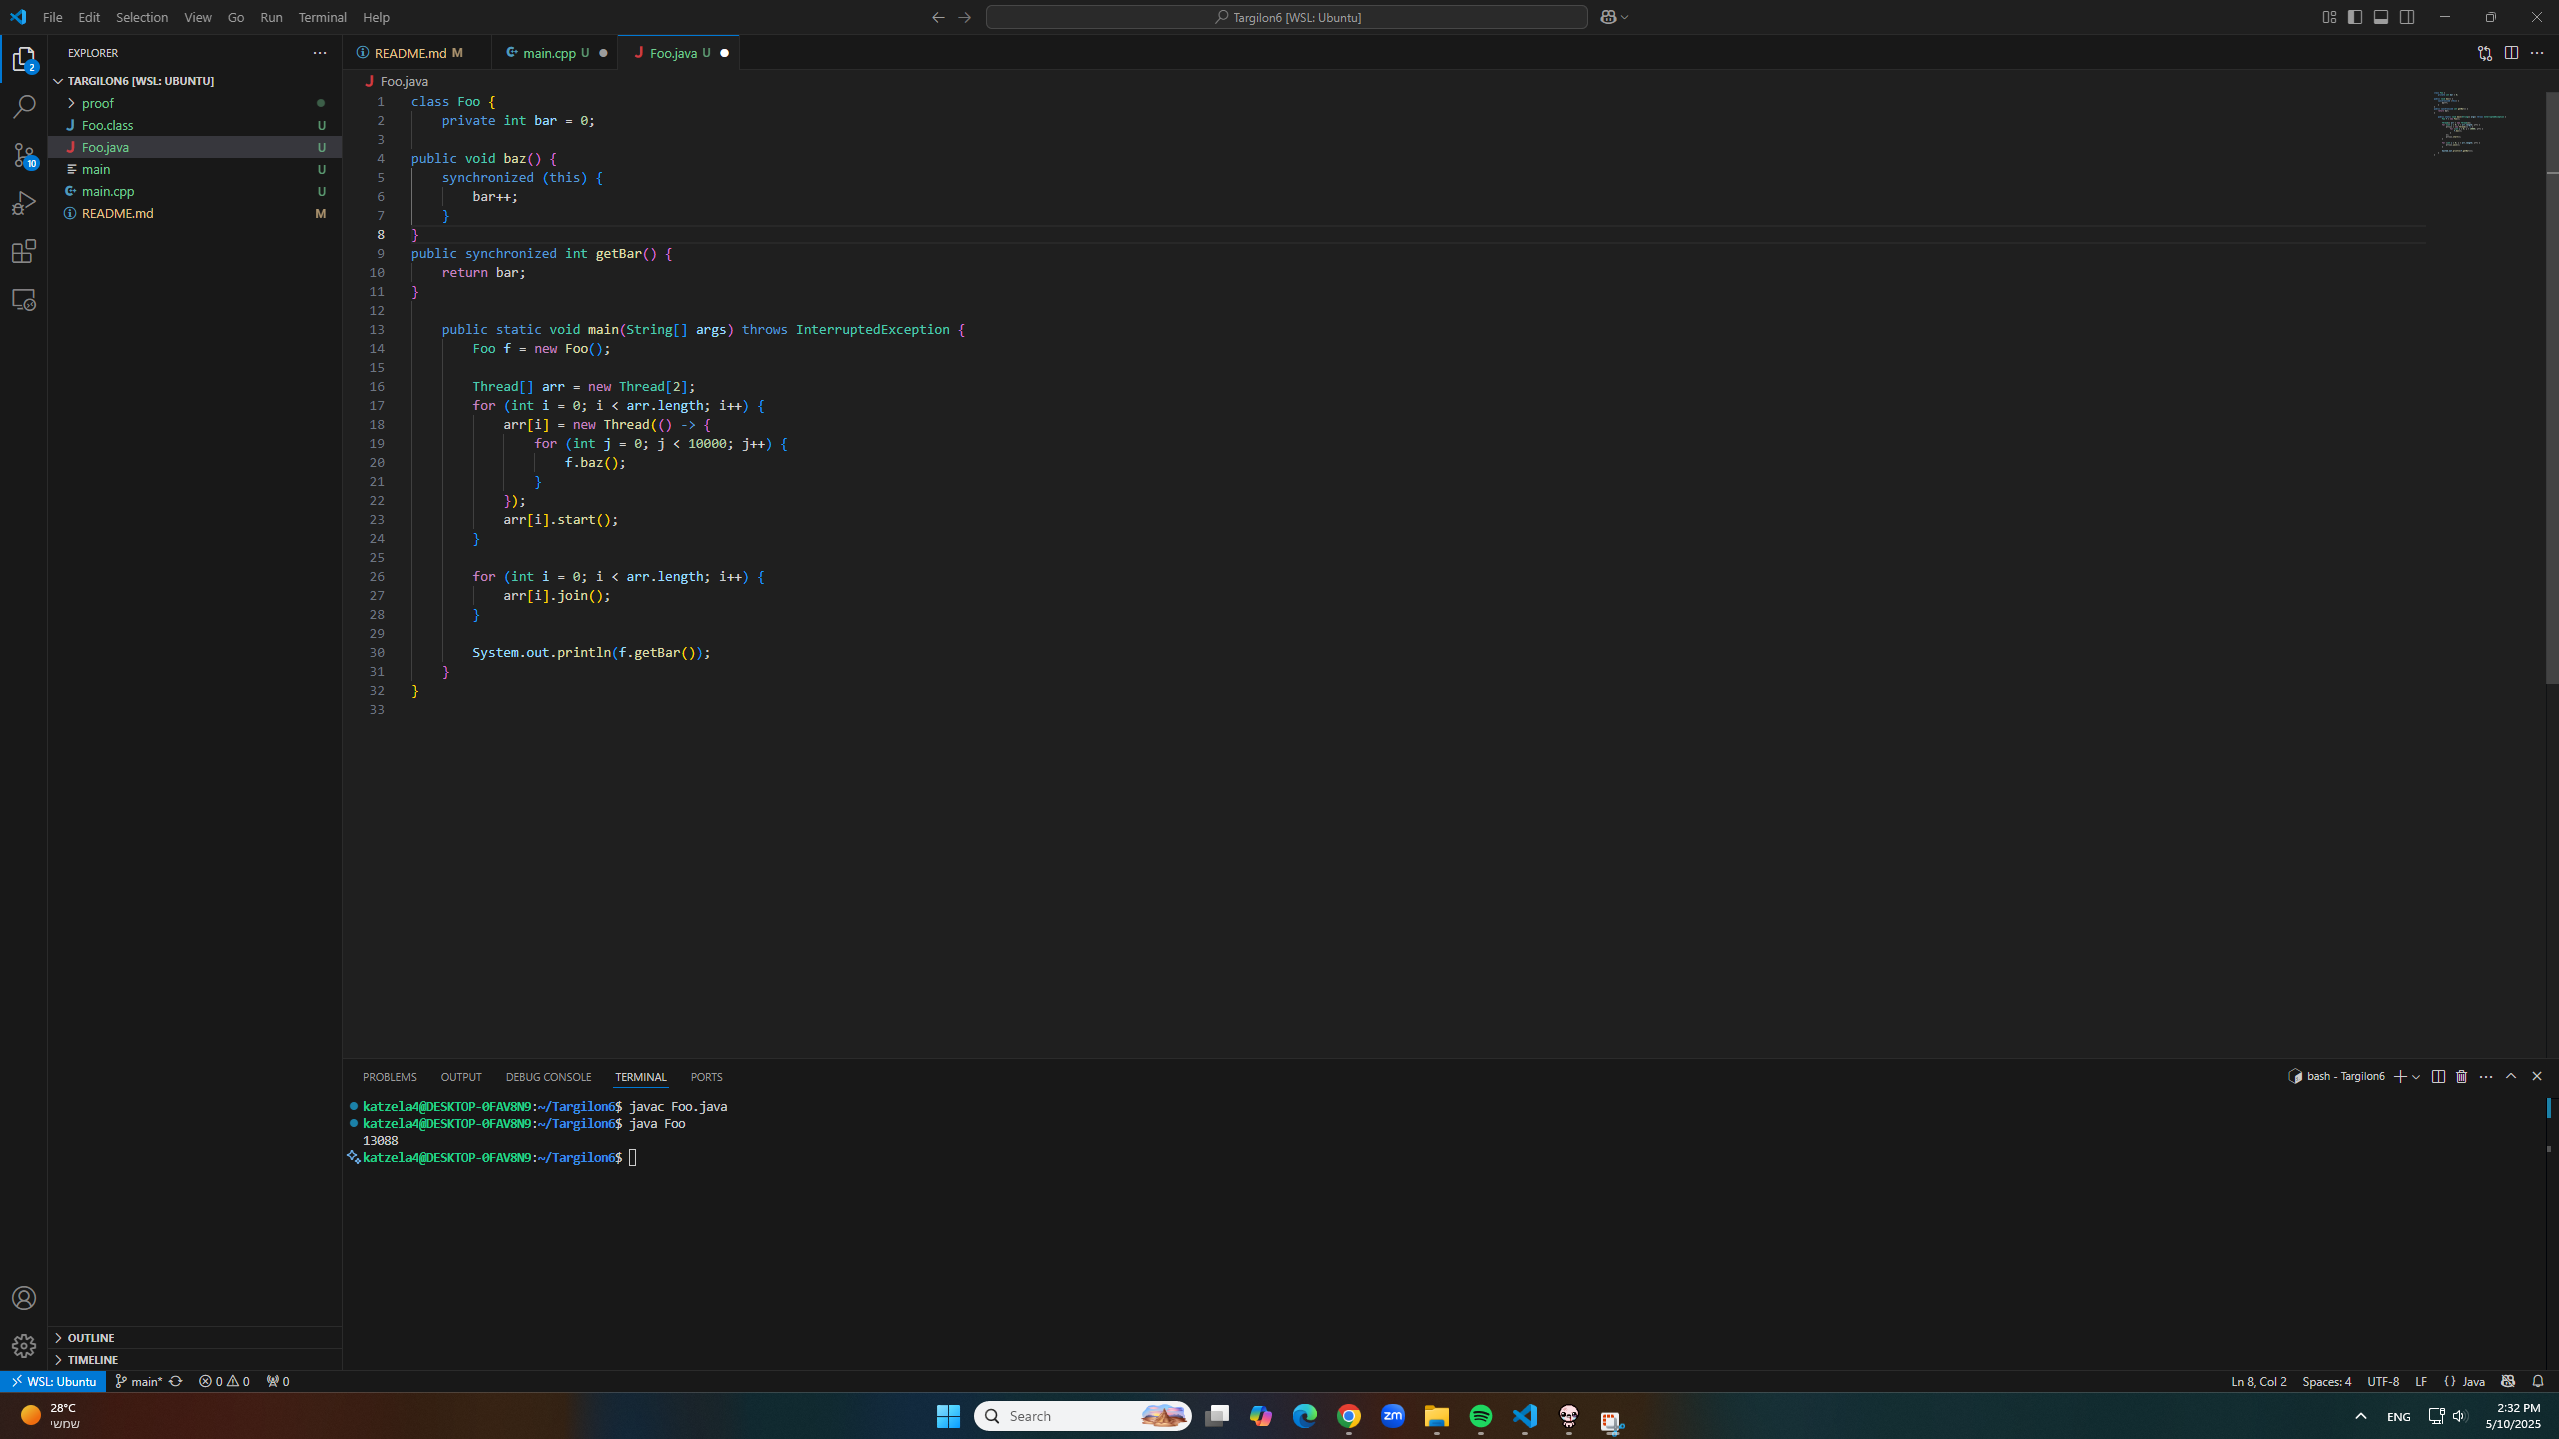 File Edit Selection View Go Run Terminal Help
Targilon6 [WSL: Ubuntu]
EXPLORER
TARGILON6 [WSL: UBUNTU]
proof
Foo.class U
Foo.java U
main U
main.cpp U
README.md M
2
10
OUTLINE
TIMELINE
README.md M main.cpp U Foo.java U
Foo.java
1 class Foo {
2 private int bar = 0;
3
4 public void baz() {
5 synchronized (this) {
6 bar++;
7 }
8 }
9 public synchronized int getBar() {
10 return bar;
11 }
12
13 public static void main(String[] args) throws InterruptedException {
14 Foo f = new Foo();
15
16 Thread[] arr = new Thread[2];
17 for (int i = 0; i < arr.length; i++) {
18 arr[i] = new Thread(() -> {
19 for (int j = 0; j < 10000; j++) {
20 f.baz();
21 }
22 });
23 arr[i].start();
24 }
25
26 for (int i = 0; i < arr.length; i++) {
27 arr[i].join();
28 }
29
30 System.out.println(f.getBar());
31 }
32 }
33
PROBLEMS OUTPUT DEBUG CONSOLE TERMINAL PORTS
bash - Targilon6
katzela4@DESKTOP-0FAV8N9:~/Targilon6$ javac Foo.java
katzela4@DESKTOP-0FAV8N9:~/Targilon6$ java Foo
13088
katzela4@DESKTOP-0FAV8N9:~/Targilon6$
WSL: Ubuntu main* 0 0 0
Ln 8, Col 2 Spaces: 4 UTF-8 LF {} Java
28°C
שמשי
Search
zm
ENG
2:32 PM
5/10/2025